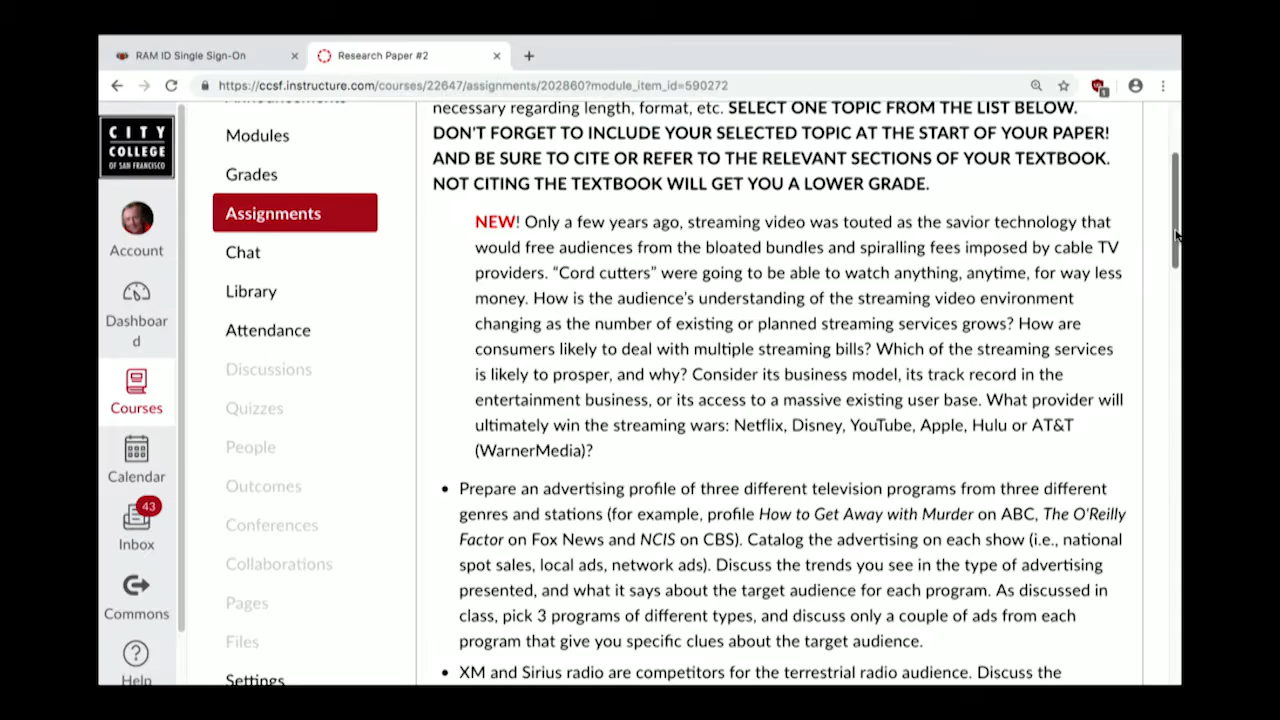 RAM ID Single Sign-On
Research Paper #2
https://ccsf.instructure.com/courses/22647/assignments/202860?module_item_id=590272
1
CITY
COLLEGE
OF SAN FRANCISCO
Account
Dashboar
d
Courses
Calendar
43
Inbox
Commons
Help
Announcements
Modules
Grades
Assignments
Chat
Library
Attendance
Discussions
Quizzes
People
Outcomes
Conferences
Collaborations
Pages
Files
Settings
necessary regarding length, format, etc. SELECT ONE TOPIC FROM THE LIST BELOW.
DON'T FORGET TO INCLUDE YOUR SELECTED TOPIC AT THE START OF YOUR PAPER!
AND BE SURE TO CITE OR REFER TO THE RELEVANT SECTIONS OF YOUR TEXTBOOK.
NOT CITING THE TEXTBOOK WILL GET YOU A LOWER GRADE.
NEW! Only a few years ago, streaming video was touted as the savior technology that
would free audiences from the bloated bundles and spiralling fees imposed by cable TV
providers. “Cord cutters” were going to be able to watch anything, anytime, for way less
money. How is the audience’s understanding of the streaming video environment
changing as the number of existing or planned streaming services grows? How are
consumers likely to deal with multiple streaming bills? Which of the streaming services
is likely to prosper, and why? Consider its business model, its track record in the
entertainment business, or its access to a massive existing user base. What provider will
ultimately win the streaming wars: Netflix, Disney, YouTube, Apple, Hulu or AT&T
(WarnerMedia)?
• Prepare an advertising profile of three different television programs from three different
genres and stations (for example, profile How to Get Away with Murder on ABC, The O'Reilly
Factor on Fox News and NCIS on CBS). Catalog the advertising on each show (i.e., national
spot sales, local ads, network ads). Discuss the trends you see in the type of advertising
presented, and what it says about the target audience for each program. As discussed in
class, pick 3 programs of different types, and discuss only a couple of ads from each
program that give you specific clues about the target audience.
• XM and Sirius radio are competitors for the terrestrial radio audience. Discuss the